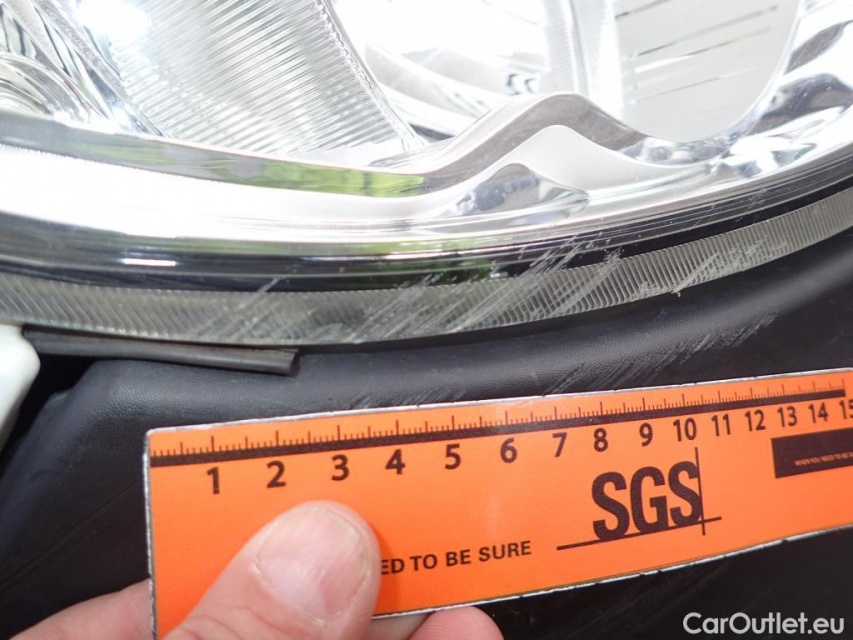 1 2 3 4 5 6 7 8 9 10 11 12 13 14 15
SGS
ED TO BE SURE
CarOutlet.eu